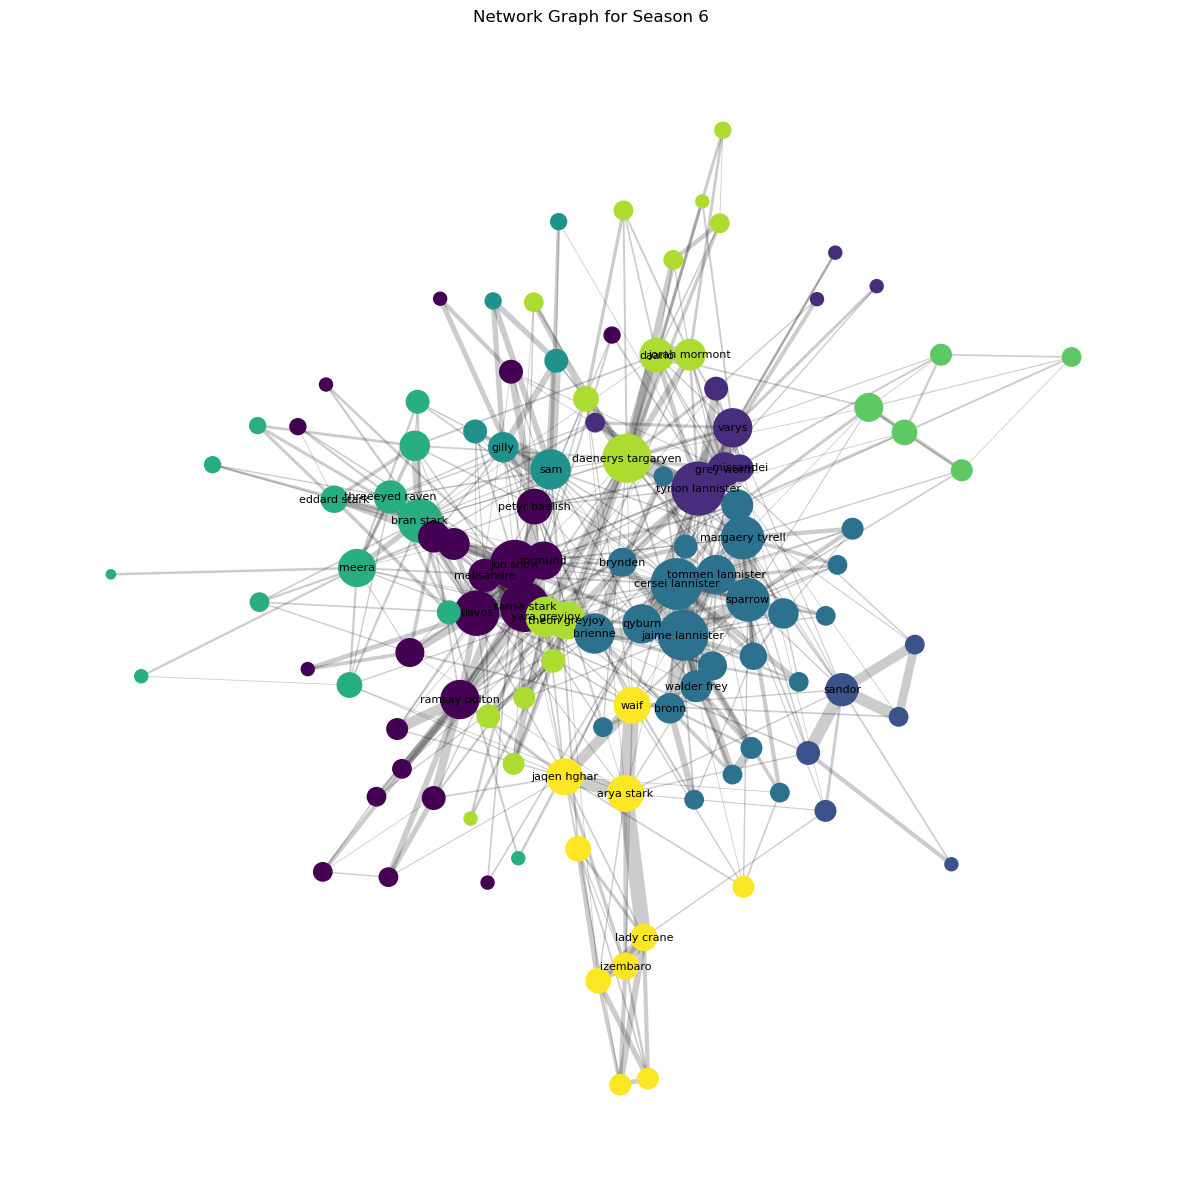 Network Graph for Season 6
daario
jorah mormont
varys
gilly
daenerys targaryen
sam
missandei
grey worm
tyrion lannister
threeeyed raven
eddard stark
petyr baelish
bran stark
margaery tyrell
tormund
brynden
jon snow
meera
melisandre
tommen lannister
cersei lannister
sparrow
sansa stark
davos
yara greyjoy
theon greyjoy
qyburn
brienne
jaime lannister
walder frey
sandor
ramsay bolton
waif
bronn
jaqen hghar
arya stark
lady crane
izembaro